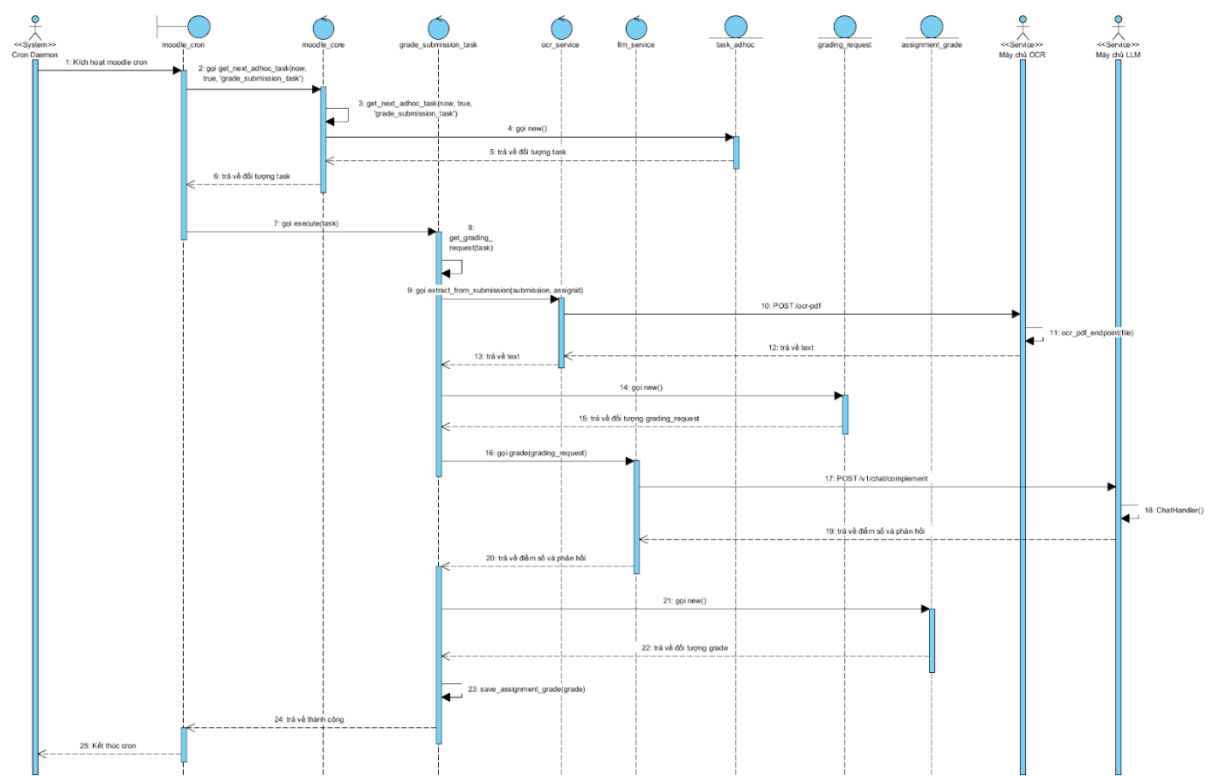 <<System>>
Cron Daemon
moodle_cron
moodle_core
grade_submission_task
ocr_service
llm_service
task_adhoc
grading_request
assignment_grade
<<Service>>
Máy chủ OCR
<<Service>>
Máy chủ LLM
1: Kích hoạt moodle cron
2: gọi get_next_adhoc_task(now,
true, 'grade_submission_task')
3: get_next_adhoc_task(now, true,
'grade_submission_task')
4: gọi new()
5: trả về đối tượng task
6: trả về đối tượng task
7: gọi execute(task)
8:
get_grading_
request(task)
9: gọi extract_from_submission(submission, assignid)
10: POST /ocr-pdf
11: ocr_pdf_endpoint(file)
12: trả về text
13: trả về text
14: gọi new()
15: trả về đối tượng grading_request
16: gọi grade(grading_request)
17: POST /v1/chat/complement
18: ChatHandler()
19: trả về điểm số và phản hồi
20: trả về điểm số và phản hồi
21: gọi new()
22: trả về đối tượng grade
23: save_assignment_grade(grade)
24: trả về thành công
25: Kết thúc cron